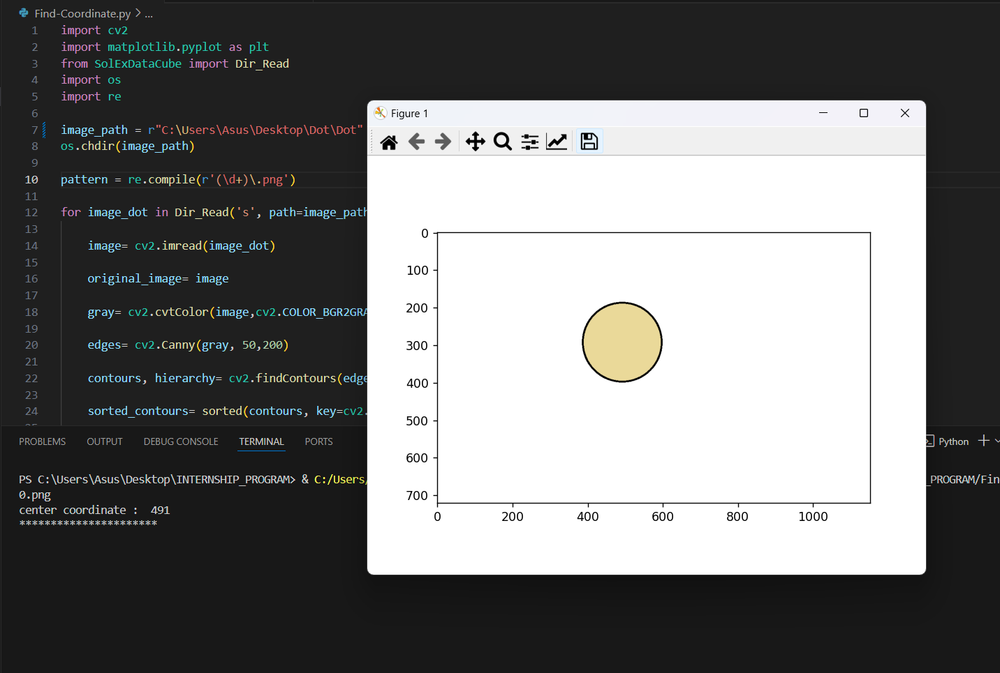 Find-Coordinate.py > ...
1 import cv2
2 import matplotlib.pyplot as plt
3 from SolExDataCube import Dir_Read
4 import os
5 import re
6
7 image_path = r"C:\Users\Asus\Desktop\Dot\Dot"
8 os.chdir(image_path)
9
10 pattern = re.compile(r'(\d+)\.png')
11
12 for image_dot in Dir_Read('s', path=image_path
13
14 image= cv2.imread(image_dot)
15
16 original_image= image
17
18 gray= cv2.cvtColor(image,cv2.COLOR_BGR2GRA
19
20 edges= cv2.Canny(gray, 50,200)
21
22 contours, hierarchy= cv2.findContours(edge
23
24 sorted_contours= sorted(contours, key=cv2.
Figure 1
0
100
200
300
400
500
600
700
0 200 400 600 800 1000
PROBLEMS OUTPUT DEBUG CONSOLE TERMINAL PORTS
Python
PS C:\Users\Asus\Desktop\INTERNSHIP_PROGRAM> & C:/Users/ _PROGRAM/Fin
0.png
center coordinate :  491
**********************